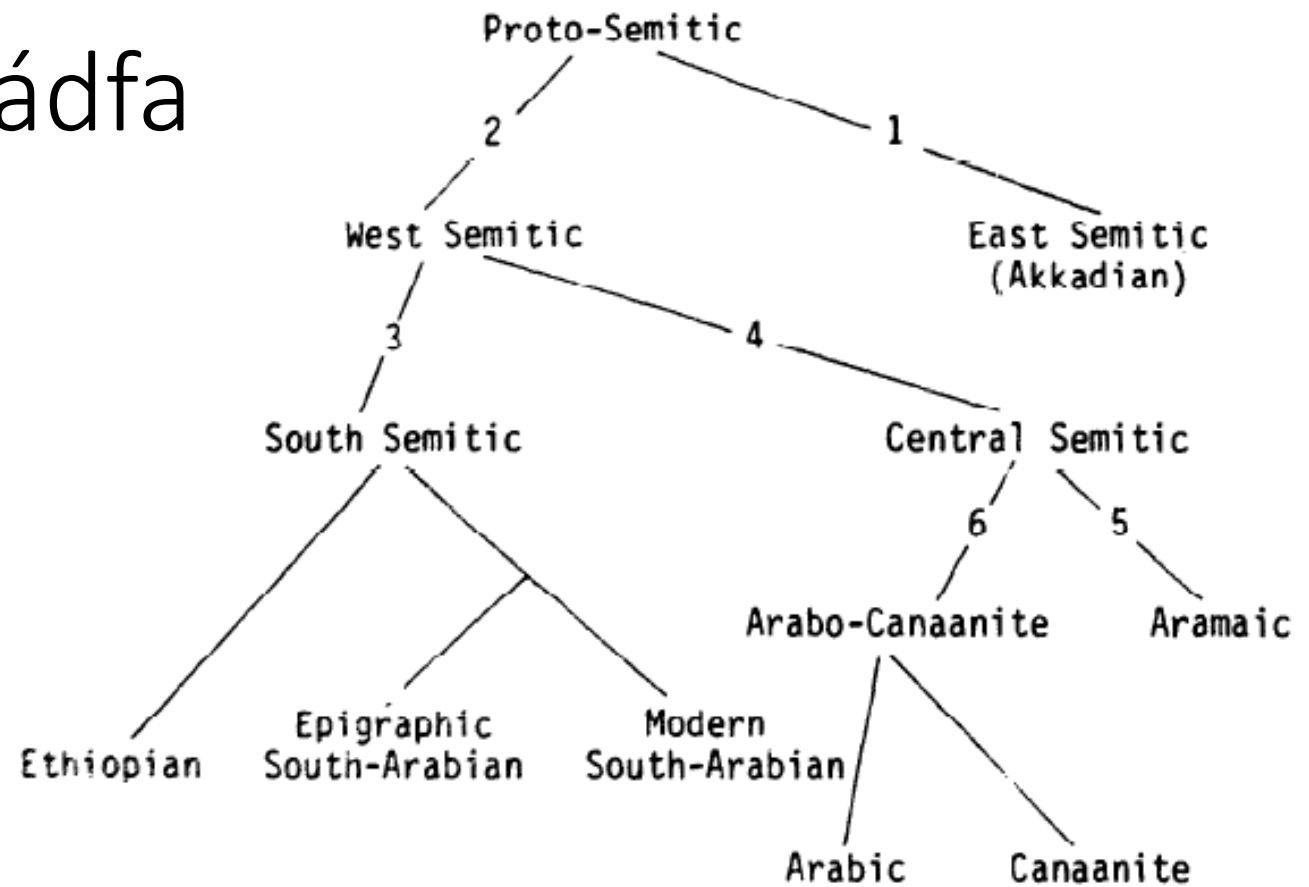 ádfa
Proto-Semitic
2
1
West Semitic
East Semitic
(Akkadian)
3
4
South Semitic
Central Semitic
6
5
Arabo-Canaanite
Aramaic
Ethiopian
Epigraphic
South-Arabian
Modern
South-Arabian
Arabic
Canaanite